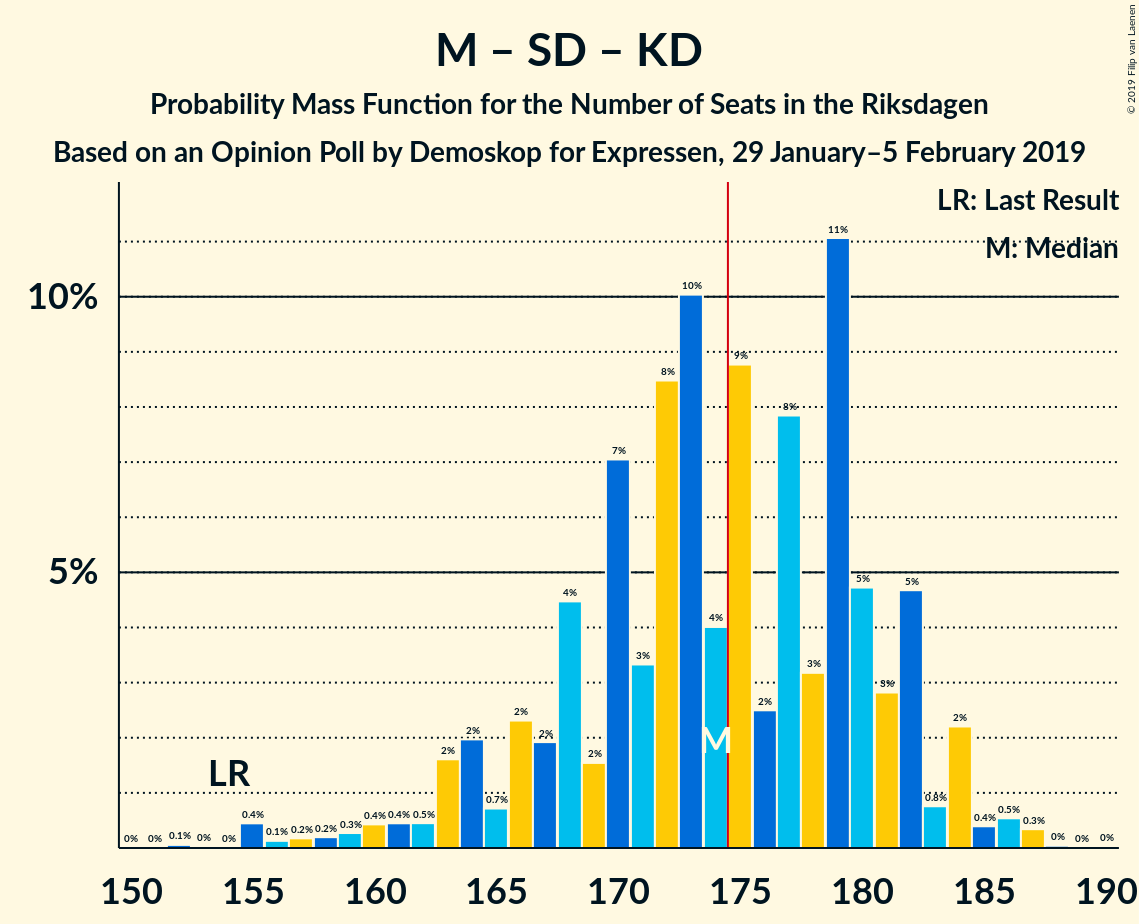 M – SD – KD
Probability Mass Function for the Number of Seats in the Riksdagen
Based on an Opinion Poll by Demoskop for Expressen, 29 January–5 February 2019
© 2019 Filip van Laenen
LR: Last Result
M: Median
10%
5%
0% 0% 0.1% 0% 0% 0.4% 0.1% 0.2% 0.2% 0.3% 0.4% 0.4% 0.5% 2% 2% 0.7% 2% 2% 4% 2% 7% 3% 8% 10% 4% 9% 2% 8% 3% 11% 5% 3% 5% 0.8% 2% 0.4% 0.5% 0.3% 0% 0% 0%
LR
M
150 155 160 165 170 175 180 185 190